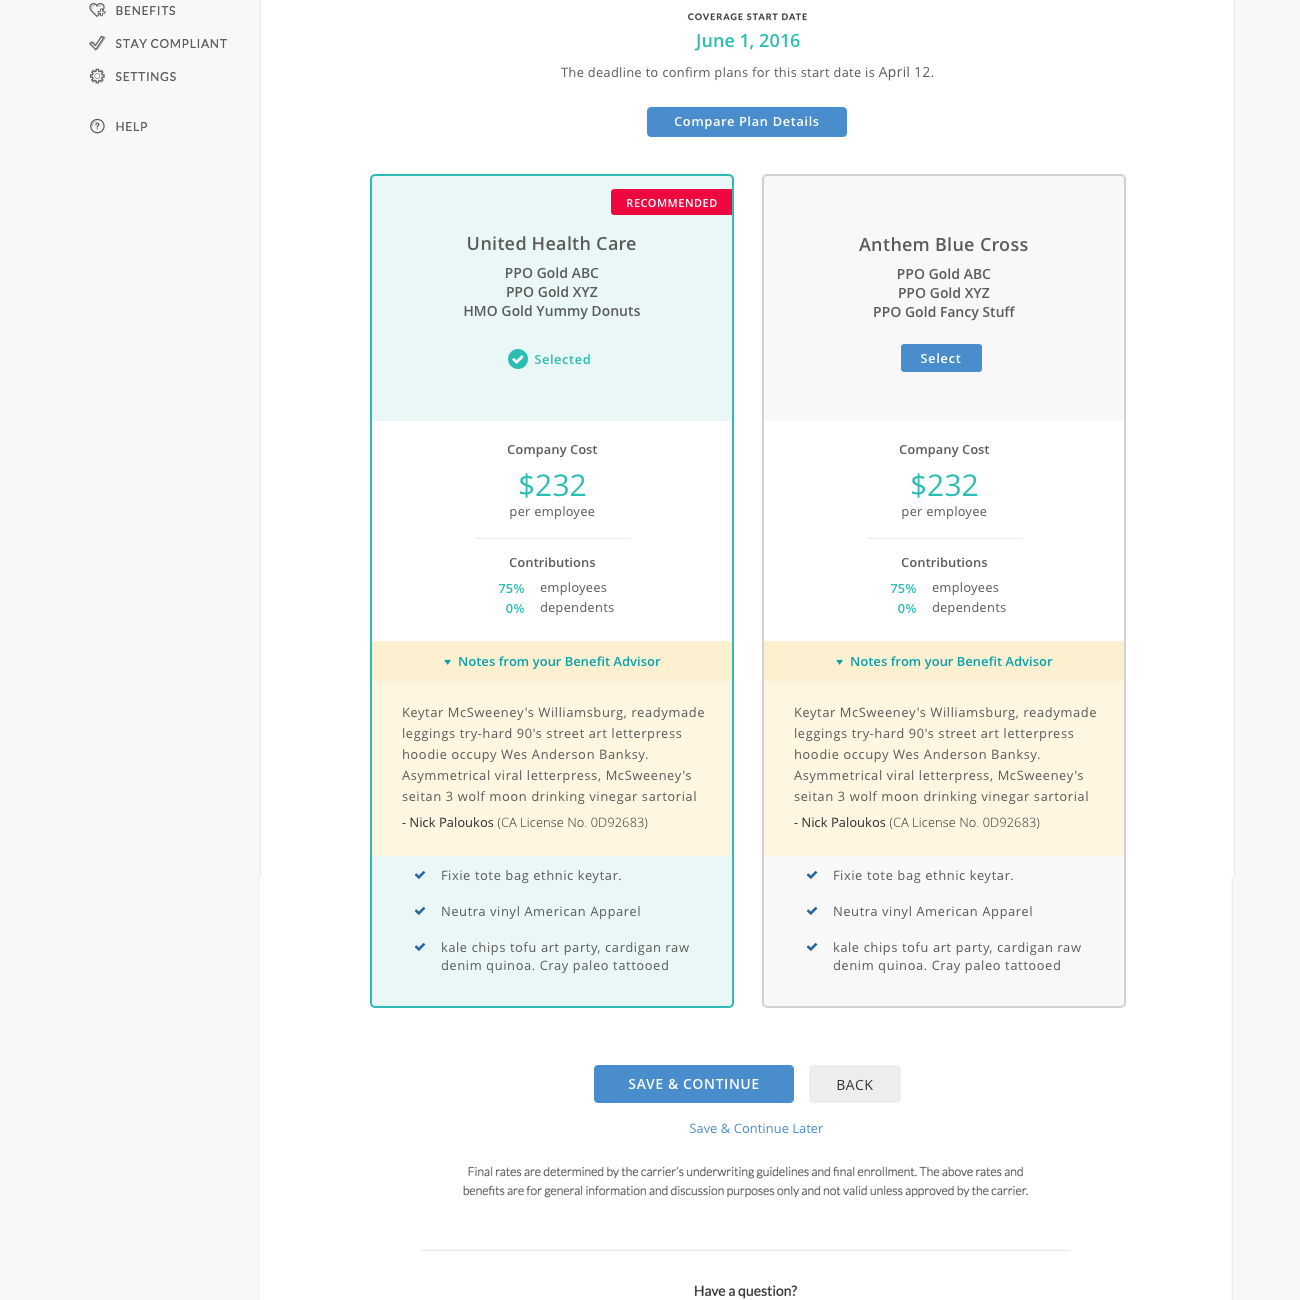 BENEFITS
STAY COMPLIANT
SETTINGS
HELP
COVERAGE START DATE
June 1, 2016
The deadline to confirm plans for this start date is April 12.
Compare Plan Details
RECOMMENDED
United Health Care
PPO Gold ABC
PPO Gold XYZ
HMO Gold Yummy Donuts
Selected
Company Cost
$232
per employee
Contributions
75% employees
0% dependents
Notes from your Benefit Advisor
Keytar McSweeney's Williamsburg, readymade
leggings try-hard 90's street art letterpress
hoodie occupy Wes Anderson Banksy.
Asymmetrical viral letterpress, McSweeney's
seitan 3 wolf moon drinking vinegar sartorial
- Nick Paloukos (CA License No. 0D92683)
Fixie tote bag ethnic keytar.
Neutra vinyl American Apparel
kale chips tofu art party, cardigan raw
denim quinoa. Cray paleo tattooed
Anthem Blue Cross
PPO Gold ABC
PPO Gold XYZ
PPO Gold Fancy Stuff
Select
Company Cost
$232
per employee
Contributions
75% employees
0% dependents
Notes from your Benefit Advisor
Keytar McSweeney's Williamsburg, readymade
leggings try-hard 90's street art letterpress
hoodie occupy Wes Anderson Banksy.
Asymmetrical viral letterpress, McSweeney's
seitan 3 wolf moon drinking vinegar sartorial
- Nick Paloukos (CA License No. 0D92683)
Fixie tote bag ethnic keytar.
Neutra vinyl American Apparel
kale chips tofu art party, cardigan raw
denim quinoa. Cray paleo tattooed
SAVE & CONTINUE
BACK
Save & Continue Later
Final rates are determined by the carrier's underwriting guidelines and final enrollment. The above rates and
benefits are for general information and discussion purposes only and not valid unless approved by the carrier.
Have a question?